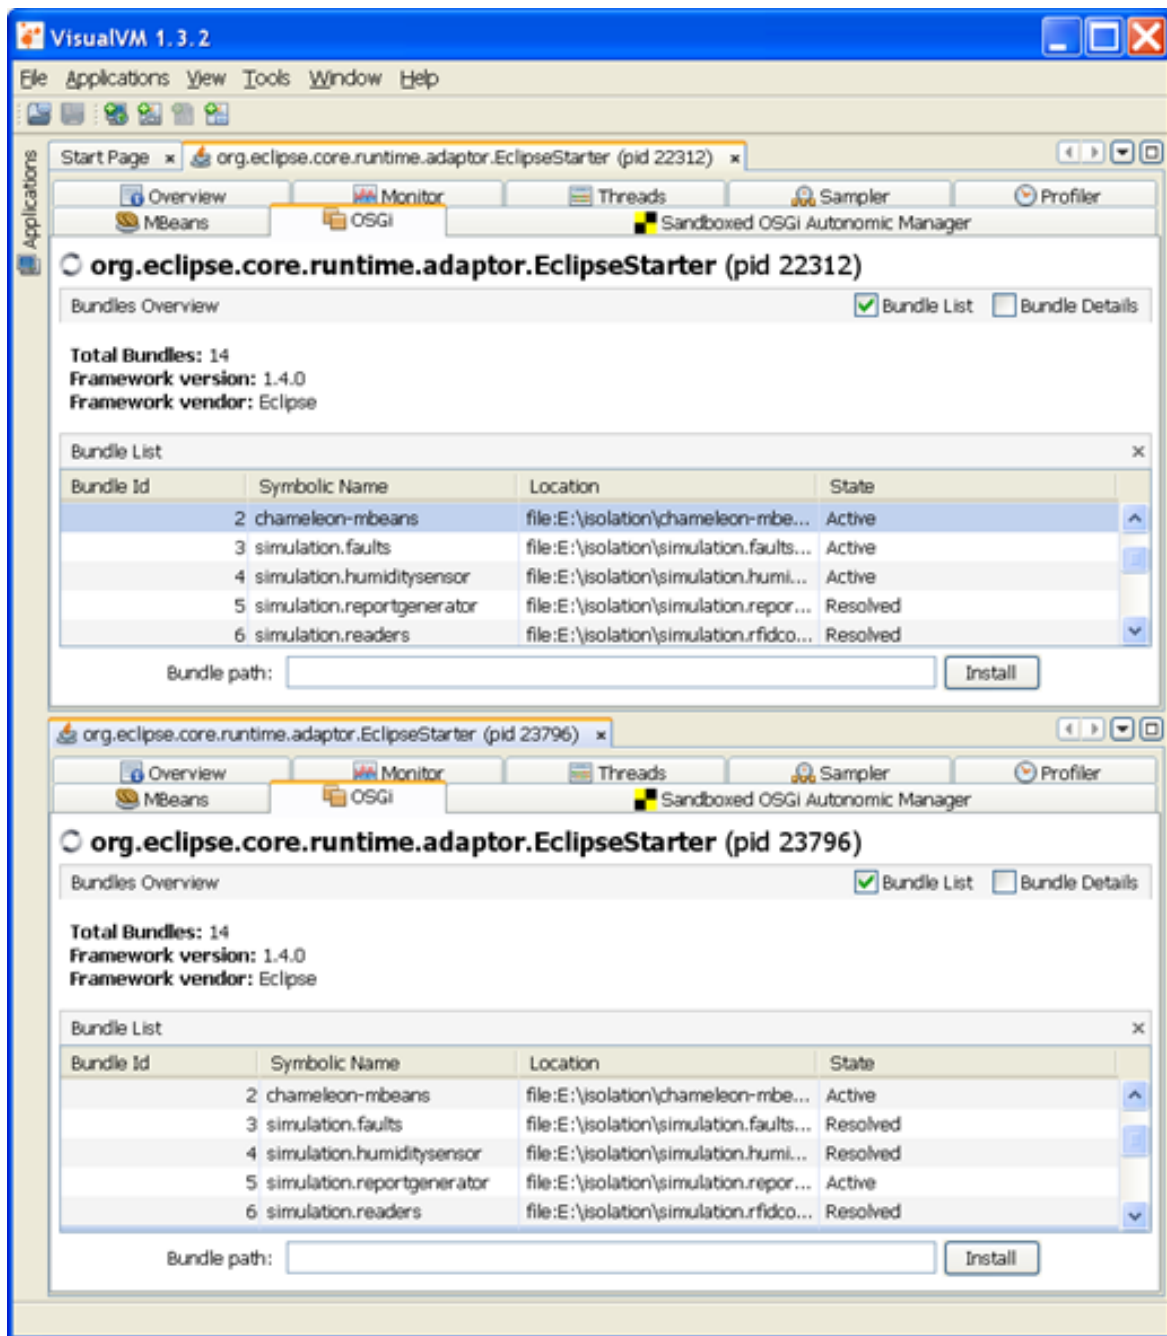 VisualVM 1.3.2
File Applications View Tools Window Help
Applications
Start Page org.eclipse.core.runtime.adaptor.EclipseStarter (pid 22312)
Overview Monitor Threads Sampler Profiler
MBeans OSGi Sandboxed OSGi Autonomic Manager
org.eclipse.core.runtime.adaptor.EclipseStarter (pid 22312)
Bundles Overview Bundle List Bundle Details
Total Bundles: 14
Framework version: 1.4.0
Framework vendor: Eclipse
Bundle List
Bundle Id Symbolic Name Location State
2 chameleon-mbeans file:E:\isolation\chameleon-mbe... Active
3 simulation.faults file:E:\isolation\simulation.faults... Active
4 simulation.humiditysensor file:E:\isolation\simulation.humi... Active
5 simulation.reportgenerator file:E:\isolation\simulation.repor... Resolved
6 simulation.readers file:E:\isolation\simulation.rfidco... Resolved
Bundle path: Install
org.eclipse.core.runtime.adaptor.EclipseStarter (pid 23796)
Overview Monitor Threads Sampler Profiler
MBeans OSGi Sandboxed OSGi Autonomic Manager
org.eclipse.core.runtime.adaptor.EclipseStarter (pid 23796)
Bundles Overview Bundle List Bundle Details
Total Bundles: 14
Framework version: 1.4.0
Framework vendor: Eclipse
Bundle List
Bundle Id Symbolic Name Location State
2 chameleon-mbeans file:E:\isolation\chameleon-mbe... Active
3 simulation.faults file:E:\isolation\simulation.faults... Resolved
4 simulation.humiditysensor file:E:\isolation\simulation.humi... Resolved
5 simulation.reportgenerator file:E:\isolation\simulation.repor... Active
6 simulation.readers file:E:\isolation\simulation.rfidco... Resolved
Bundle path: Install